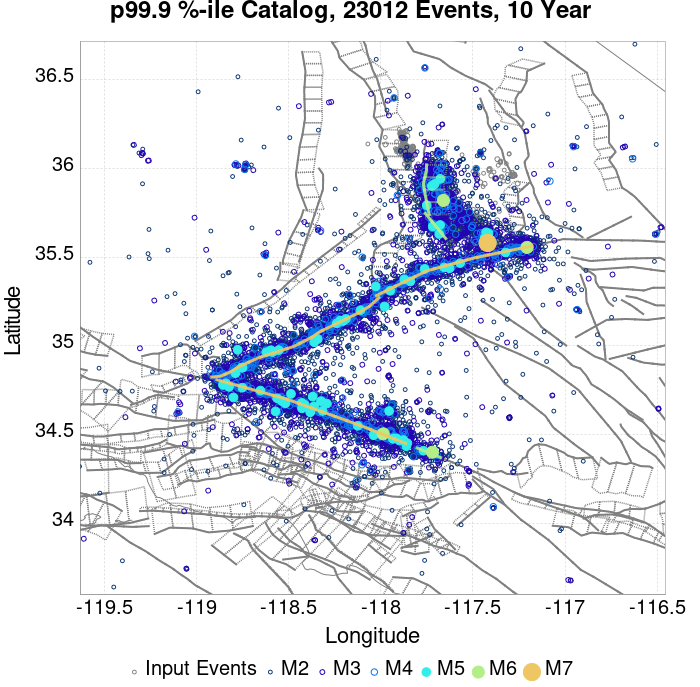 p99.9 %-ile Catalog, 23012 Events, 10 Year
36.5
36
35.5
35
34.5
34
Latitude
-119.5 -119 -118.5 -118 -117.5 -117 -116.5
Longitude
Input Events M2 M3 M4 M5 M6 M7